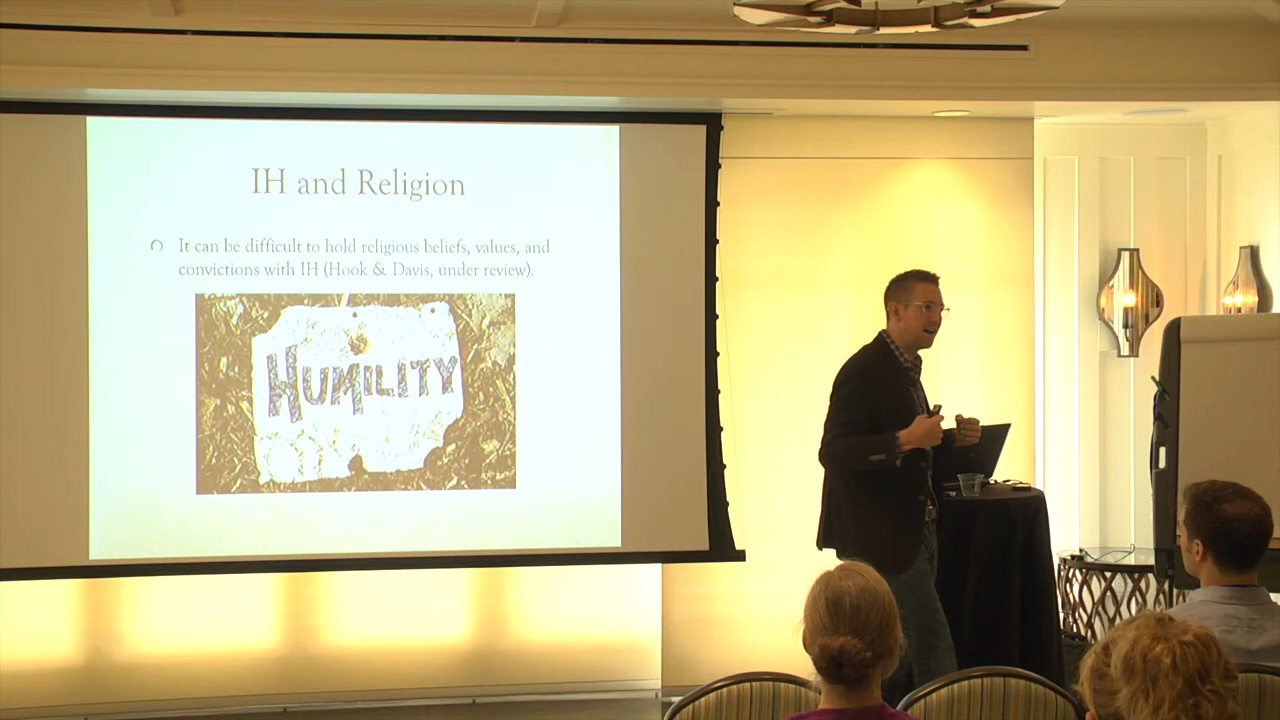 IH and Religion
It can be difficult to hold religious beliefs, values, and
convictions with IH (Hook & Davis, under review).
HUMILITY